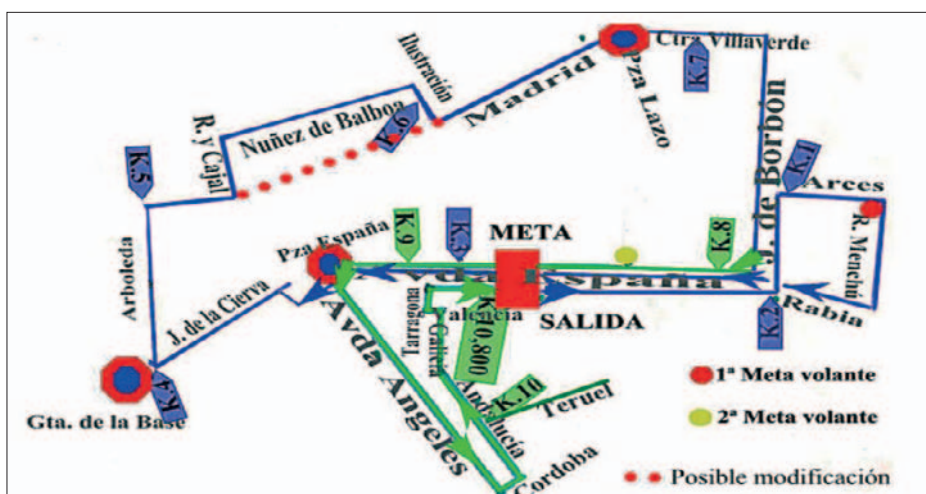 Ctra Villaverde
Ilustración
Madrid
Pza Lazo
K.7
R. y Cajal
Nuñez de Balboa
K.6
J. de Borbón
K.5
K.1
Arces
R. Menchú
Pza España
K.9
K.3
META
K.8
Avda España
Arboleda
J. de la Cierva
Tarragona
Galicia
Valencia
K.10,800
SALIDA
K.2
Rabia
Avda Angeles
Andalucía
K.10
Teruel
Cordoba
K.4
Gta. de la Base
1ª Meta volante
2ª Meta volante
Posible modificación